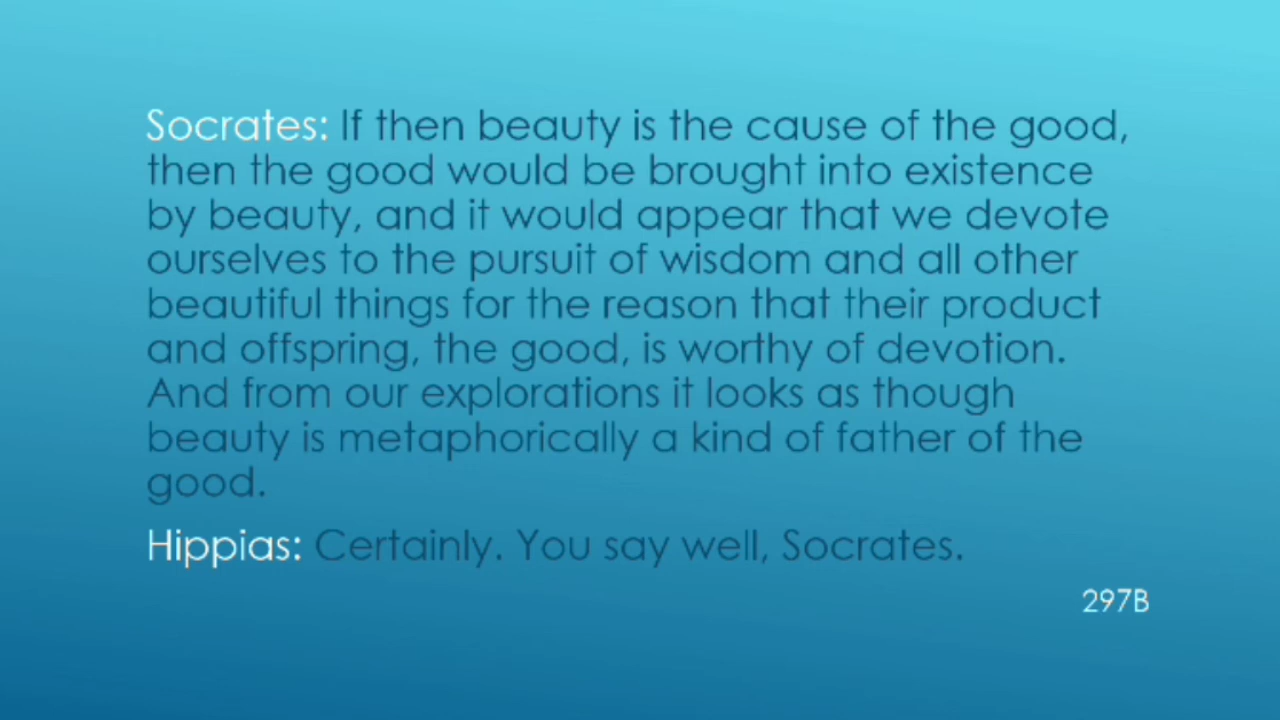 Socrates: If then beauty is the cause of the good,
then the good would be brought into existence
by beauty, and it would appear that we devote
ourselves to the pursuit of wisdom and all other
beautiful things for the reason that their product
and offspring, the good, is worthy of devotion.
And from our explorations it looks as though
beauty is metaphorically a kind of father of the
good.
Hippias: Certainly. You say well, Socrates.
297B